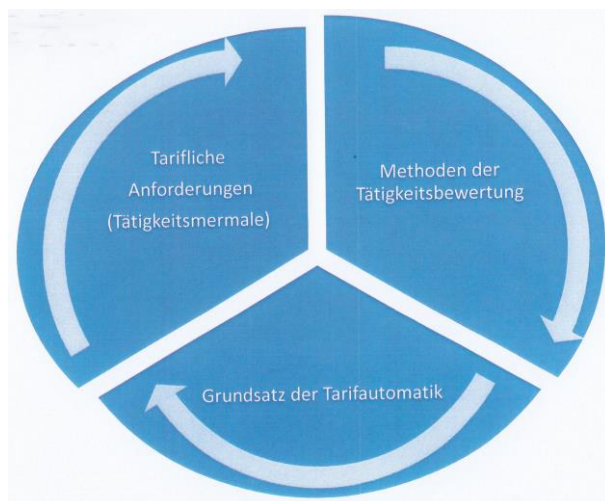 Tarifliche
Anforderungen
(Tätigkeitsmermale)
Methoden der
Tätigkeitsbewertung
Grundsatz der Tarifautomatik